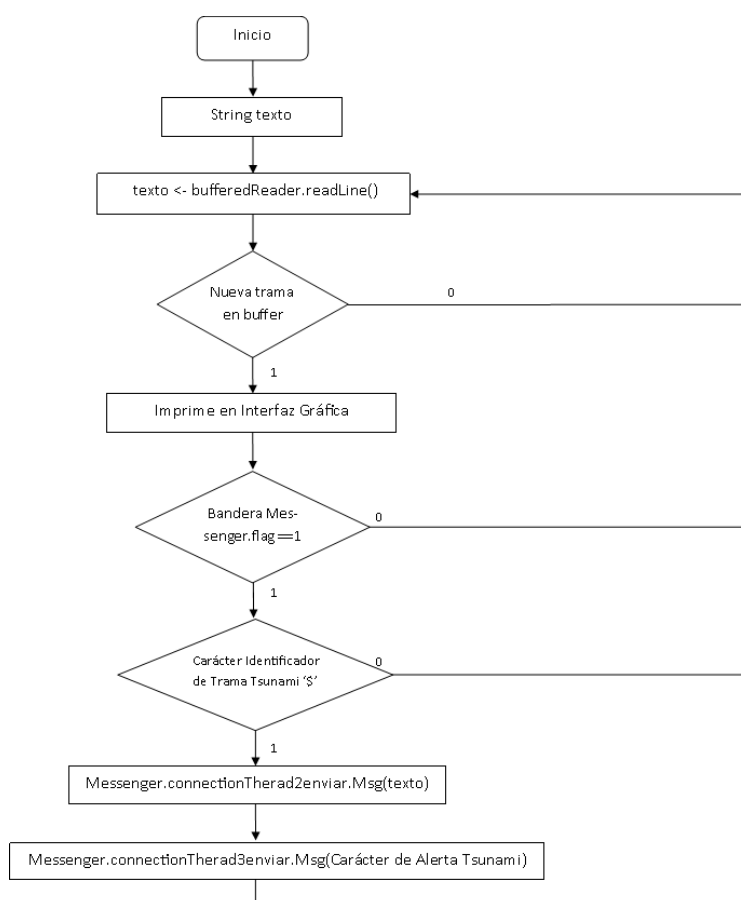 Inicio
String texto
texto <- bufferedReader.readLine()
Nueva trama
en buffer
0
1
Imprime en Interfaz Gráfica
Bandera Mes-
senger.flag==1
0
1
Carácter Identificador
de Trama Tsunami ‘$’
0
1
Messenger.connectionTherad2enviar.Msg(texto)
Messenger.connectionTherad3enviar.Msg(Carácter de Alerta Tsunami)